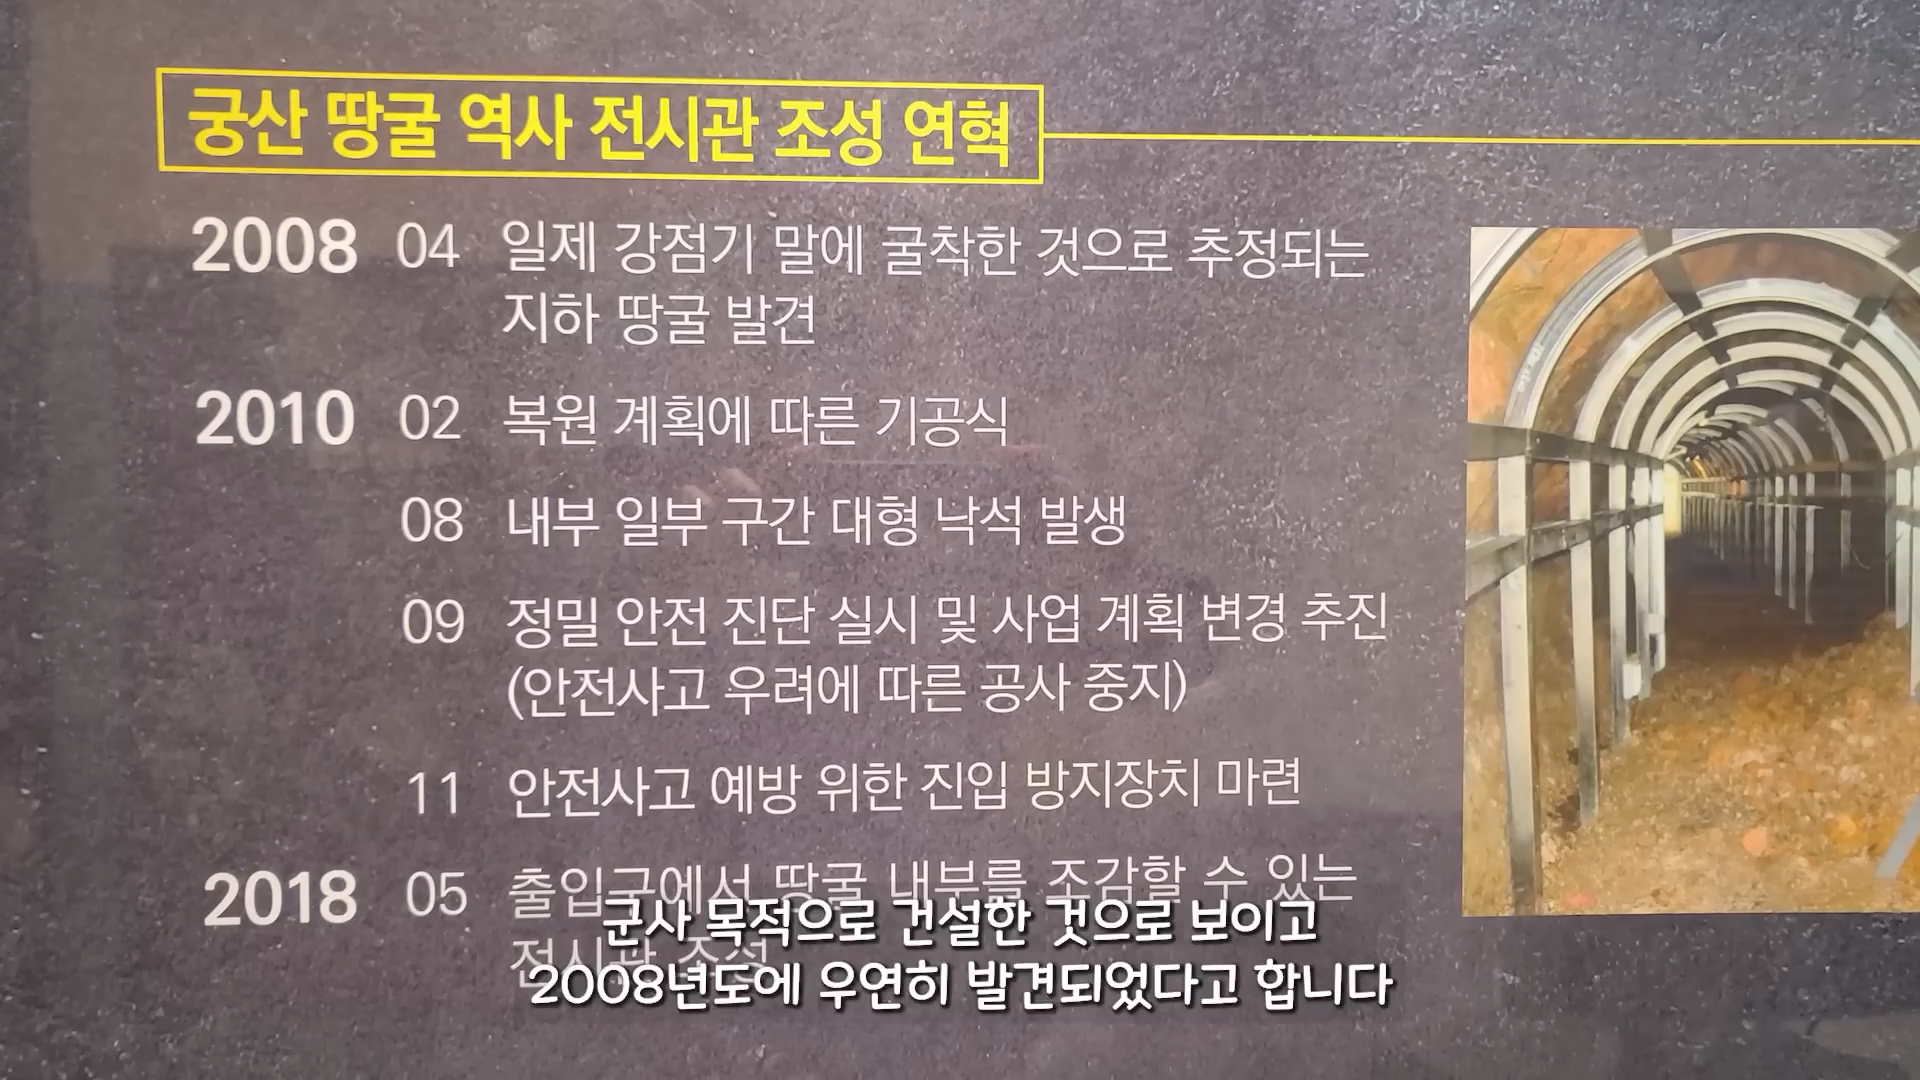 궁산 땅굴 역사 전시관 조성 연혁
2008 04 일제 강점기 말에 굴착한 것으로 추정되는
지하 땅굴 발견
2010 02 복원 계획에 따른 기공식
08 내부 일부 구간 대형 낙석 발생
09 정밀 안전 진단 실시 및 사업 계획 변경 추진
(안전사고 우려에 따른 공사 중지)
11 안전사고 예방 위한 진입 방지장치 마련
2018 05 출입구에서 땅굴 내부를 조감할 수 있는
전시관 조성
군사 목적으로 건설한 것으로 보이고
2008년도에 우연히 발견되었다고 합니다